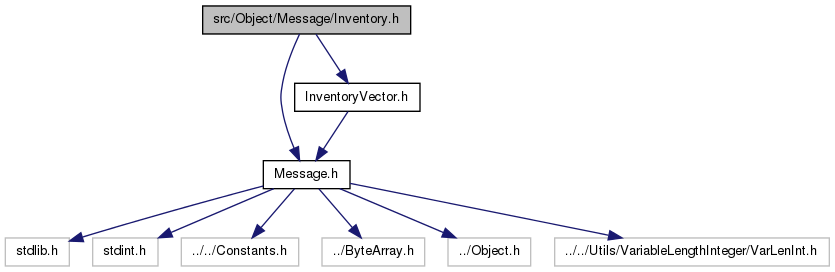 src/Object/Message/Inventory.h
InventoryVector.h
Message.h
stdlib.h
stdint.h
../../Constants.h
../ByteArray.h
../Object.h
../../Utils/VariableLengthInteger/VarLenInt.h